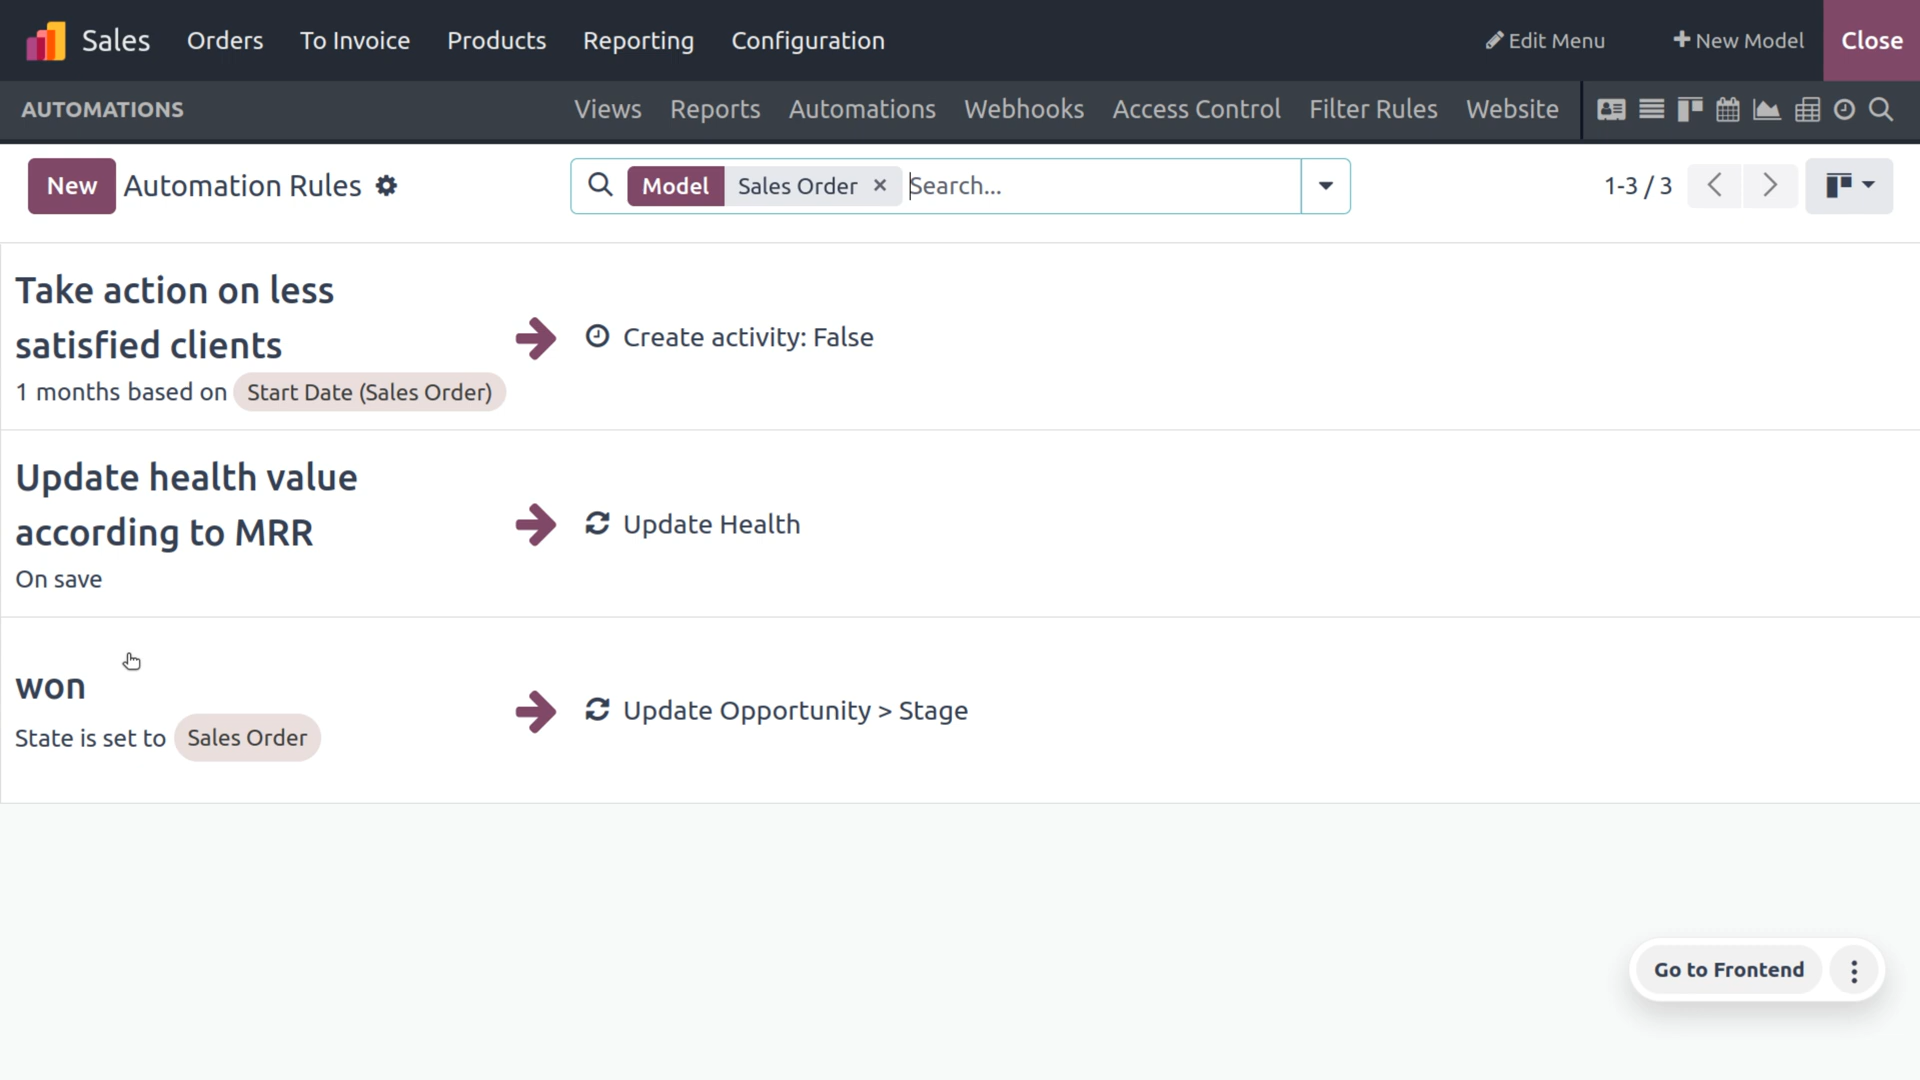 Sales Orders To Invoice Products Reporting Configuration Edit Menu New Model Close
AUTOMATIONS Views Reports Automations Webhooks Access Control Filter Rules Website
New Automation Rules Model Sales Order × Search... 1-3 / 3
Take action on less
satisfied clients
1 months based on Start Date (Sales Order)
Create activity: False
Update health value
according to MRR
On save
Update Health
won
State is set to Sales Order
Update Opportunity > Stage
Go to Frontend